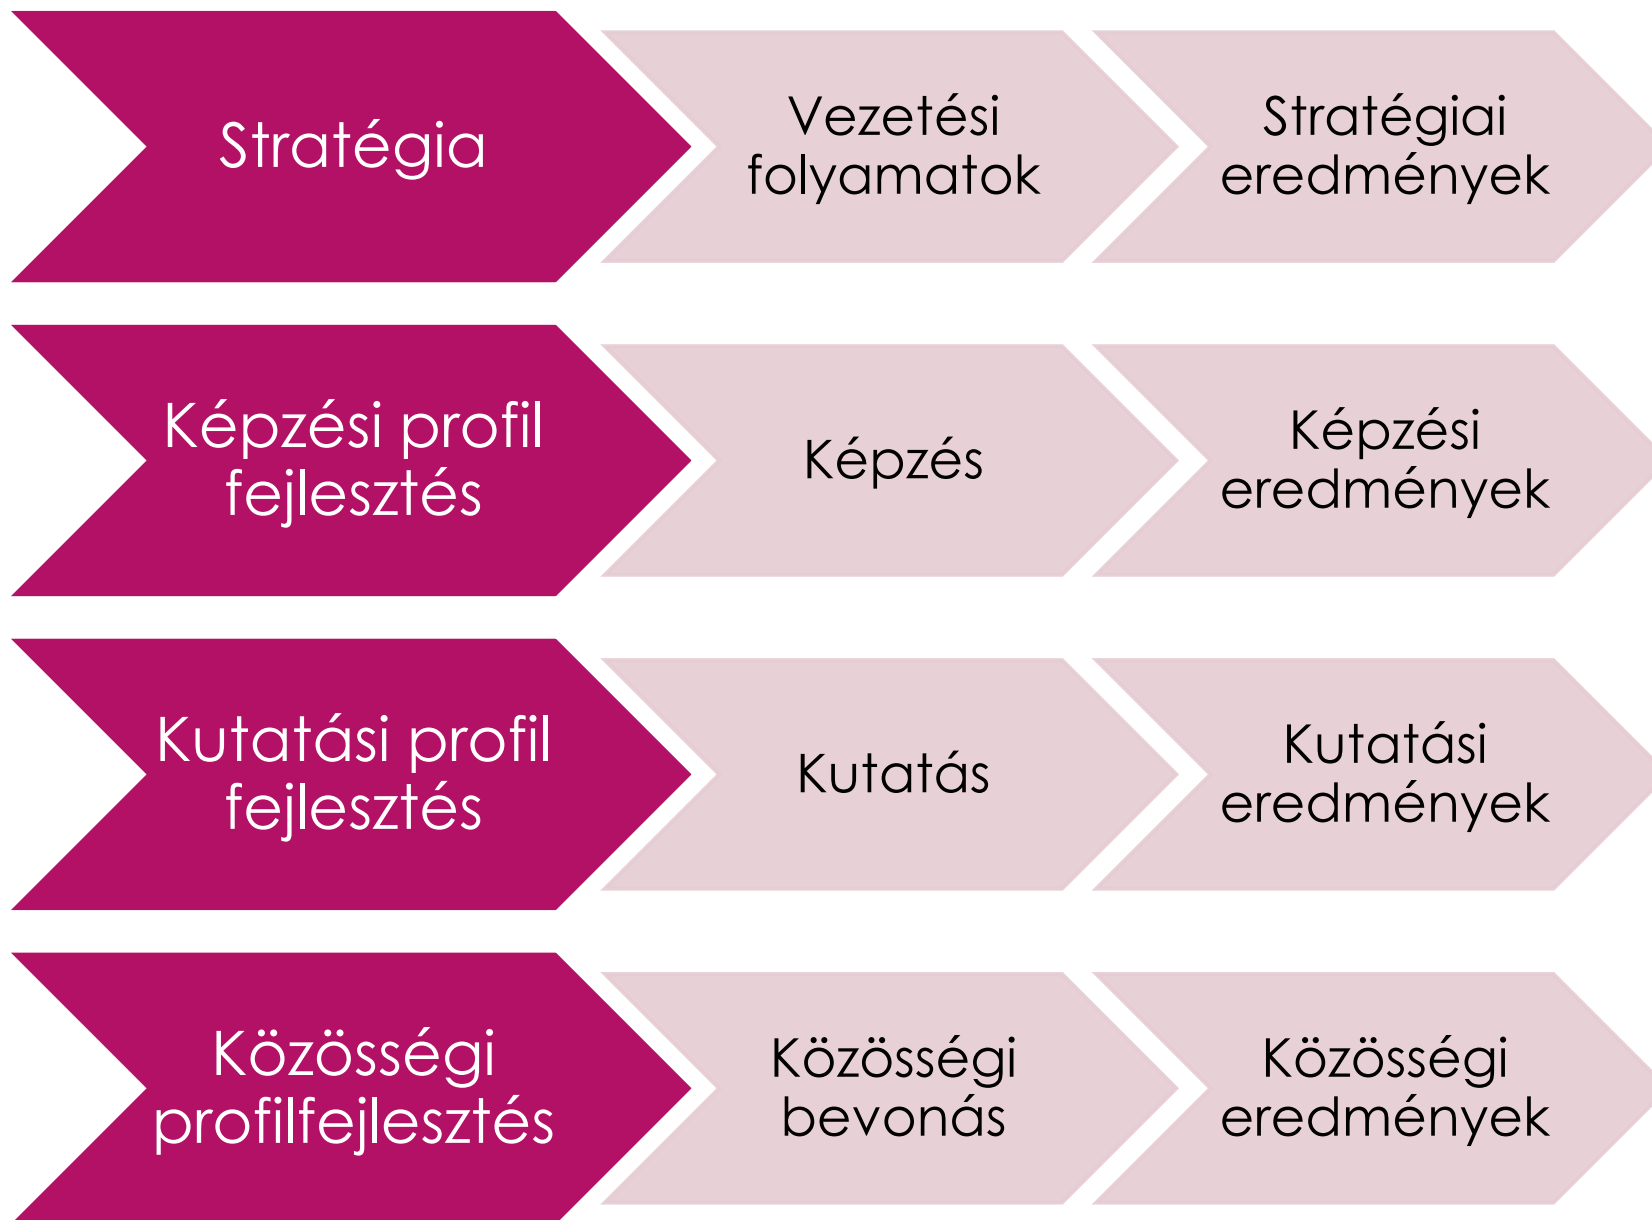 Stratégia
Vezetési
folyamatok
Stratégiai
eredmények
Képzési profil
fejlesztés
Képzés
Képzési
eredmények
Kutatási profil
fejlesztés
Kutatás
Kutatási
eredmények
Közösségi
profilfejlesztés
Közösségi
bevonás
Közösségi
eredmények